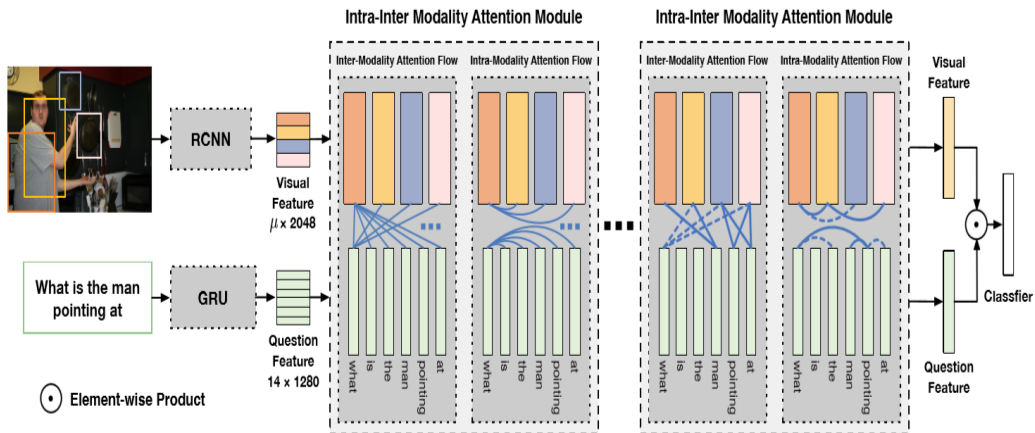 Intra-Inter Modality Attention Module
Intra-Inter Modality Attention Module
Inter-Modality Attention Flow
Intra-Modality Attention Flow
Inter-Modality Attention Flow
Intra-Modality Attention Flow
RCNN
Visual
Feature
μ x 2048
What is the man
pointing at
GRU
Question
Feature
14 x 1280
what
is
the
man
pointing
at
what
is
the
man
pointing
at
what
is
the
man
pointing
at
what
is
the
man
pointing
at
Visual
Feature
Classfier
Question
Feature
Element-wise Product